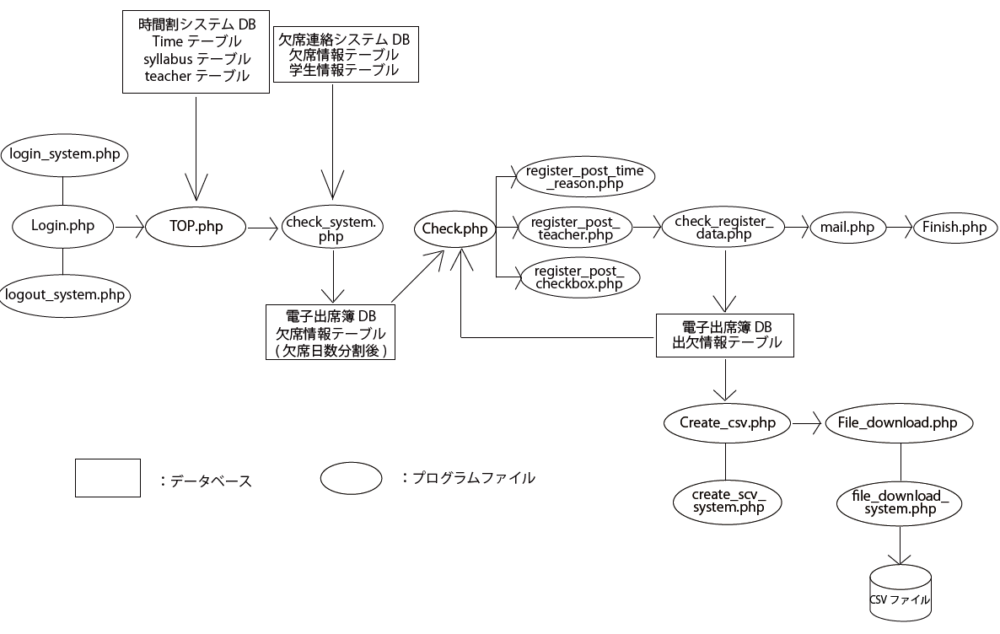 時間割システム DB
Time テーブル
syllabus テーブル
teacher テーブル
欠席連絡システム DB
欠席情報テーブル
学生情報テーブル
login_system.php
Login.php
logout_system.php
TOP.php
check_system.
php
電子出席簿 DB
欠席情報テーブル
( 欠席日数分割後 )
Check.php
register_post_time
_reason.php
register_post_
teacher.php
register_post_
checkbox.php
check_register_
data.php
mail.php
Finish.php
電子出席簿 DB
出欠情報テーブル
Create_csv.php
File_download.php
create_scv_
system.php
file_download_
system.php
CSV ファイル
：データベース
：プログラムファイル